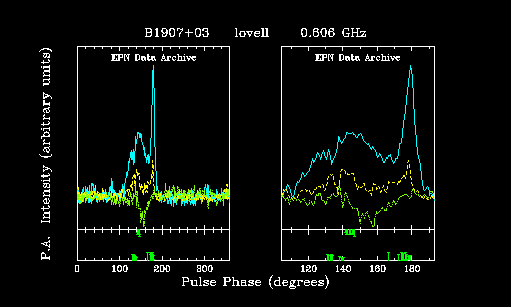 B1907+03 lovell 0.606 GHz
EPN Data Archive EPN Data Archive
P.A. Intensity (arbitrary units)
0 100 200 300 120 140 160 180
Pulse Phase (degrees)